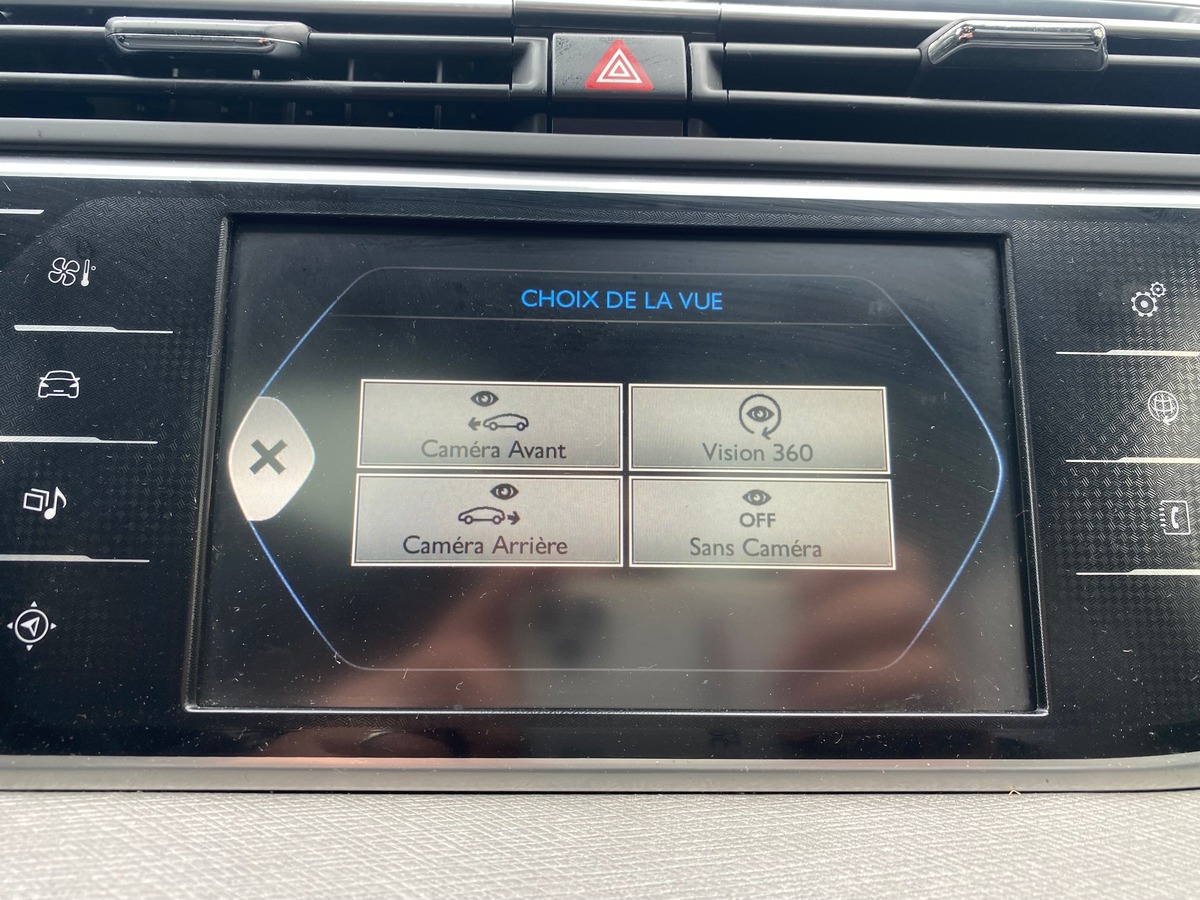 CHOIX DE LA VUE
Caméra Avant
Vision 360
Caméra Arrière
OFF
Sans Caméra